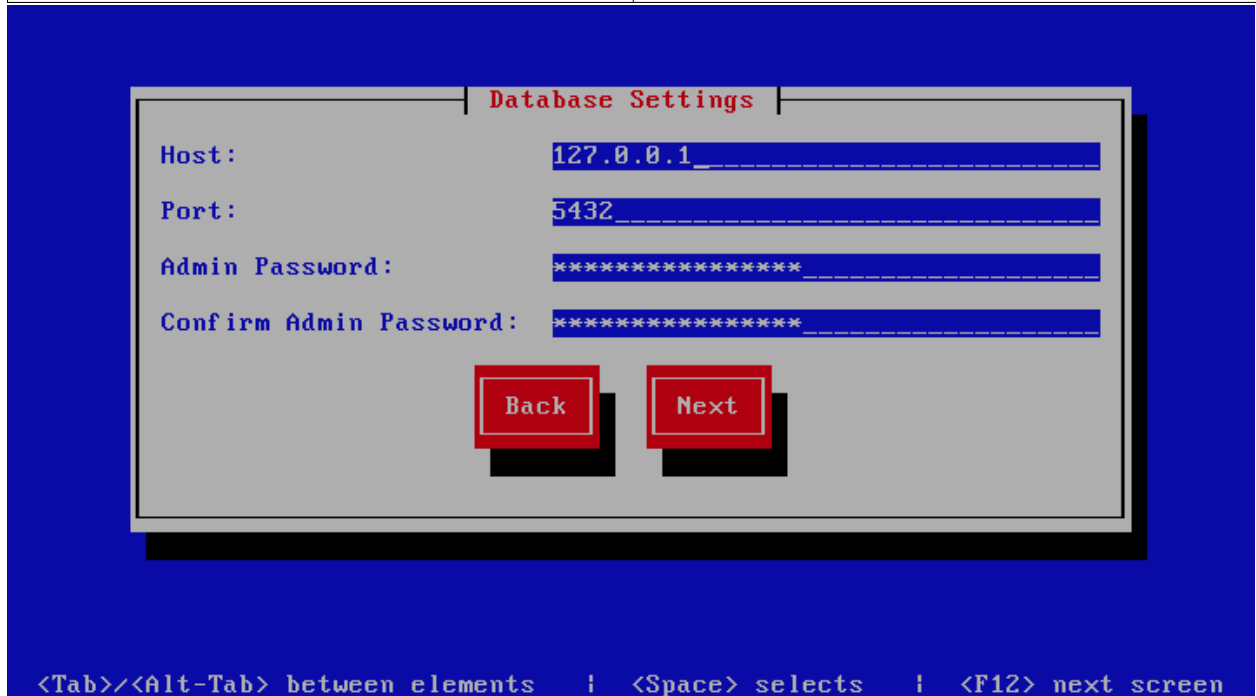 Database Settings
Host: 127.0.0.1_
Port: 5432
Admin Password: ****************
Confirm Admin Password: ****************
Back Next
<Tab>/<Alt-Tab> between elements | <Space> selects | <F12> next screen